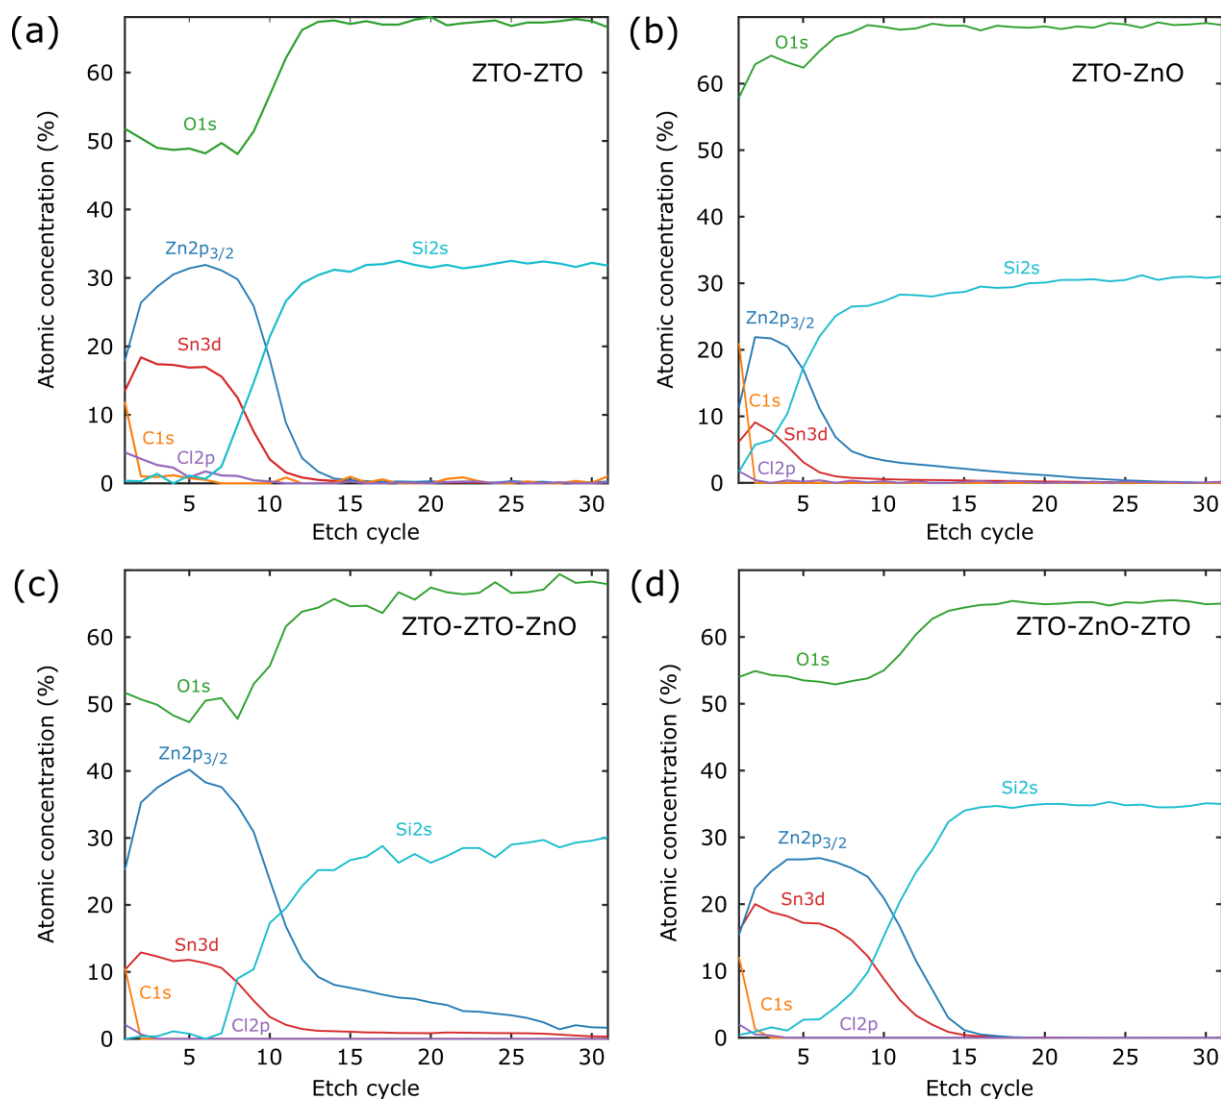 (a)
ZTO-ZTO
O1s
Zn2p3/2
Si2s
Sn3d
C1s
Cl2p
Atomic concentration (%)
60
50
40
30
20
10
0
5
10
15
20
25
30
Etch cycle
(b)
ZTO-ZnO
O1s
Si2s
Zn2p3/2
C1s
Sn3d
Cl2p
Atomic concentration (%)
60
50
40
30
20
10
0
5
10
15
20
25
30
Etch cycle
(c)
ZTO-ZTO-ZnO
O1s
Zn2p3/2
Si2s
Sn3d
C1s
Cl2p
Atomic concentration (%)
60
50
40
30
20
10
0
5
10
15
20
25
30
Etch cycle
(d)
ZTO-ZnO-ZTO
O1s
Si2s
Zn2p3/2
Sn3d
C1s
Cl2p
Atomic concentration (%)
60
50
40
30
20
10
0
5
10
15
20
25
30
Etch cycle